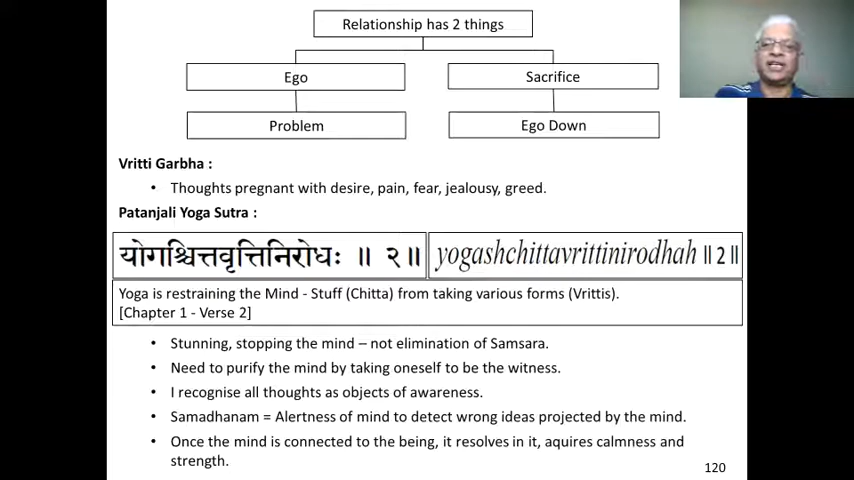 Relationship has 2 things
Ego
Sacrifice
Problem
Ego Down
Vritti Garbha :
• Thoughts pregnant with desire, pain, fear, jealousy, greed.
Patanjali Yoga Sutra :
योगश्चित्तवृत्तिनिरोधः ॥ २॥
yogashchittavrittinirodhah ॥ 2॥
Yoga is restraining the Mind - Stuff (Chitta) from taking various forms (Vrittis).
[Chapter 1 - Verse 2]
• Stunning, stopping the mind – not elimination of Samsara.
• Need to purify the mind by taking oneself to be the witness.
• I recognise all thoughts as objects of awareness.
• Samadhanam = Alertness of mind to detect wrong ideas projected by the mind.
• Once the mind is connected to the being, it resolves in it, aquires calmness and
strength.
120